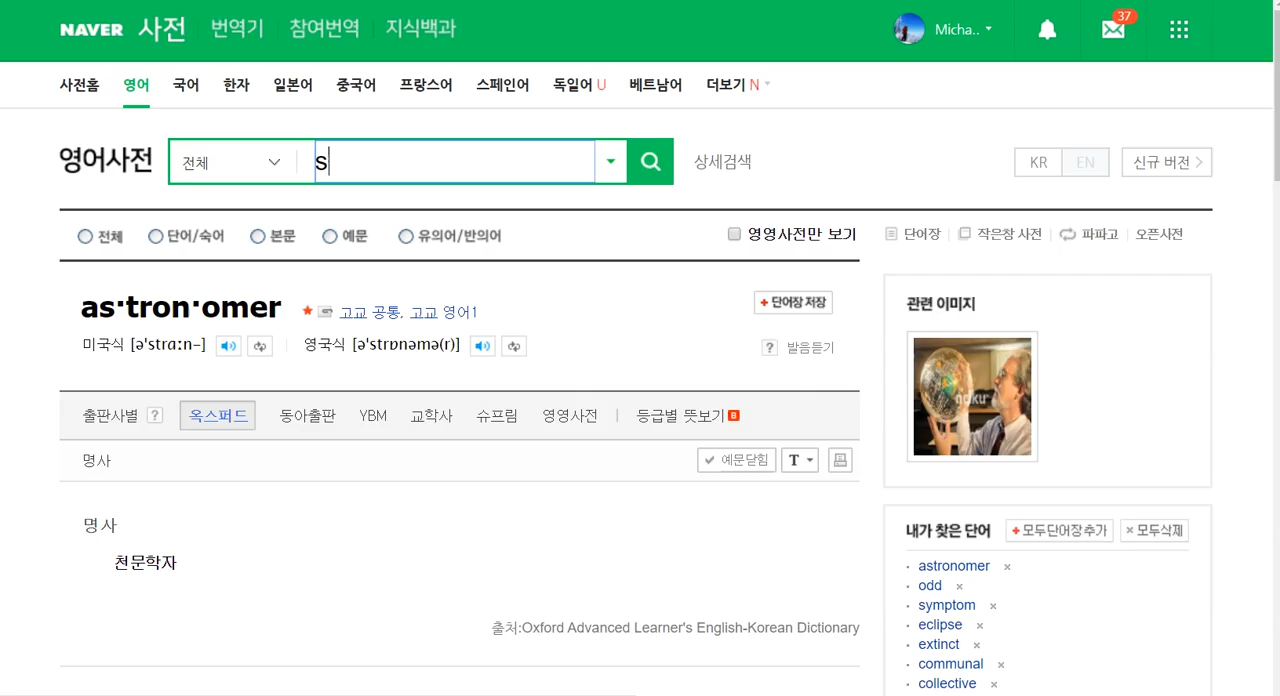 NAVER 사전 번역기 참여번역 지식백과 Micha.. 37
사전홈 영어 국어 한자 일본어 중국어 프랑스어 스페인어 독일어 U 베트남어 더보기 N
영어사전 전체 S 상세검색 KR EN 신규 버전
전체 단어/숙어 본문 예문 유의어/반의어 영영사전만 보기 단어장 작은창 사전 파파고 오픈사전
as·tron·omer ★ 고교 공통, 고교 영어1 + 단어장 저장
미국식 [ə'strɑːn-] 영국식 [ə'strɒnəmə(r)] ? 발음듣기
출판사별 ? 옥스퍼드 동아출판 YBM 교학사 슈프림 영영사전 | 등급별 뜻보기 B
명사 예문닫힘 T
명사
천문학자
출처:Oxford Advanced Learner's English-Korean Dictionary
관련 이미지
noku
내가 찾은 단어 + 모두단어장추가 × 모두삭제
· astronomer ×
· odd ×
· symptom ×
· eclipse ×
· extinct ×
· communal ×
· collective ×